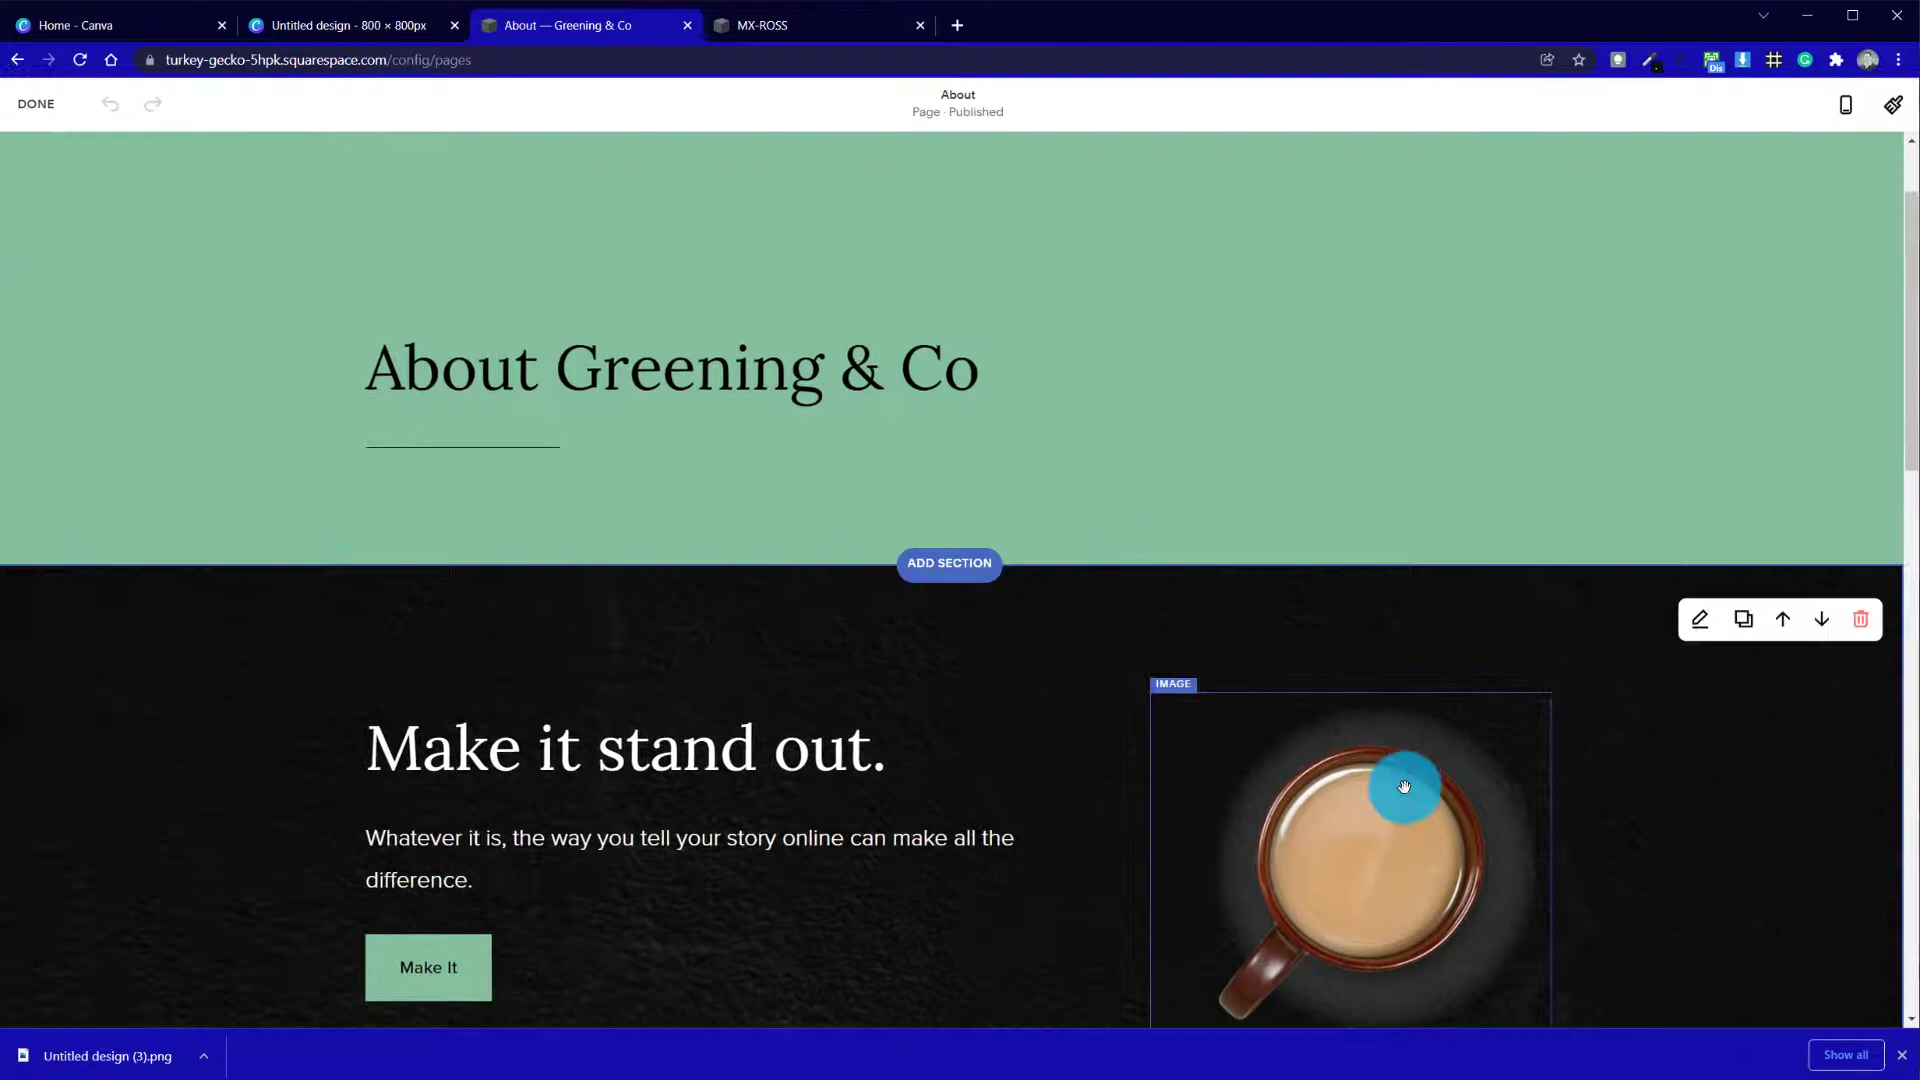 Home - Canva
Untitled design - 800 × 800px
About — Greening & Co
MX-ROSS
turkey-gecko-5hpk.squarespace.com/config/pages
Dis
DONE
About
Page · Published
About Greening & Co
ADD SECTION
IMAGE
Make it stand out.
Whatever it is, the way you tell your story online can make all the
difference.
Make It
Untitled design (3).png
Show all